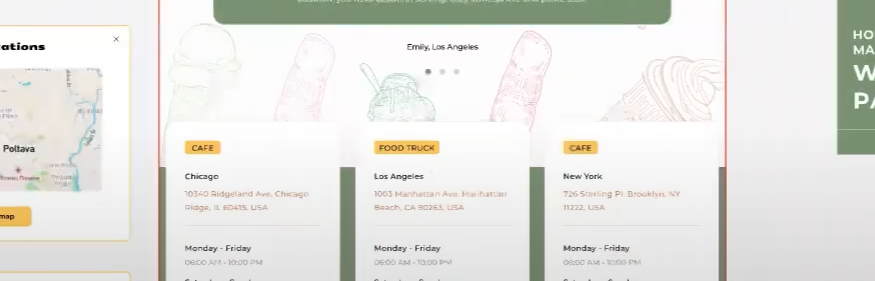 ations
Poltava
map
Emily, Los Angeles
CAFE
Chicago
10340 Ridgeland Ave, Chicago
Ridge, IL 60415, USA
Monday - Friday
06:00 AM - 10:00 PM
FOOD TRUCK
Los Angeles
1003 Manhattan Ave, Manhattan
Beach, CA 90263, USA
Monday - Friday
06:00 AM - 10:00 PM
CAFE
New York
726 Sterling Pl, Brooklyn, NY
11222, USA
Monday - Friday
06:00 AM - 10:00 PM
HO
MA
W
PA